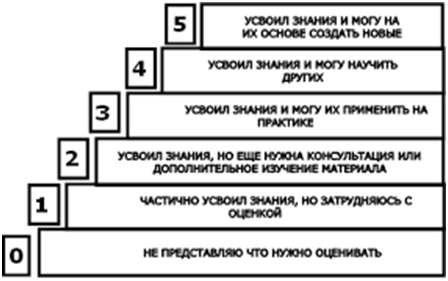 5
УСВОИЛ ЗНАНИЯ И МОГУ НА
ИХ ОСНОВЕ СОЗДАТЬ НОВЫЕ
4
УСВОИЛ ЗНАНИЯ И МОГУ НАУЧИТЬ
ДРУГИХ
3
УСВОИЛ ЗНАНИЯ И МОГУ ИХ ПРИМЕНИТЬ НА
ПРАКТИКЕ
2
УСВОИЛ ЗНАНИЯ, НО ЕЩЕ НУЖНА КОНСУЛЬТАЦИЯ ИЛИ
ДОПОЛНИТЕЛЬНОЕ ИЗУЧЕНИЕ МАТЕРИАЛА
1
ЧАСТИЧНО УСВОИЛ ЗНАНИЯ, НО ЗАТРУДНЯЮСЬ С
ОЦЕНКОЙ
0
НЕ ПРЕДСТАВЛЯЮ ЧТО НУЖНО ОЦЕНИВАТЬ